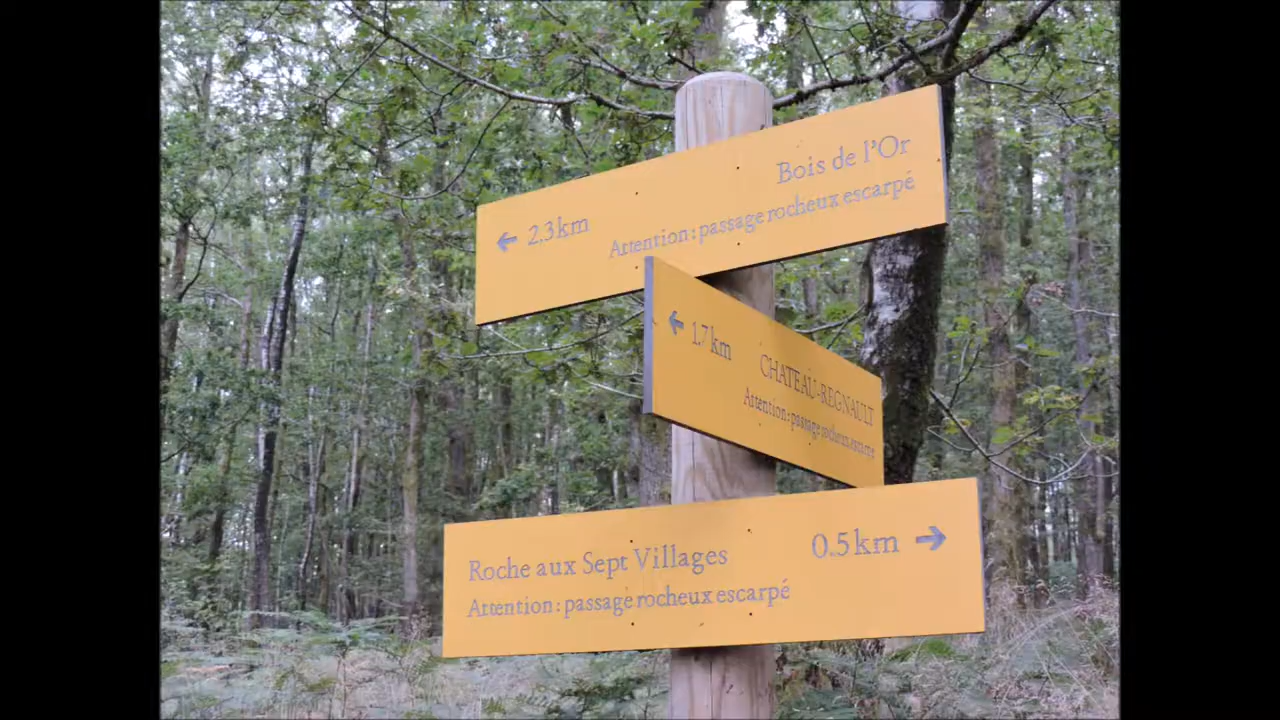 Bois de l'Or
← 2.3km
Attention : passage rocheux escarpé
← 1.7km
CHATEAU-REGNAULT
Attention : passage rocheux escarpé
Roche aux Sept Villages
0.5km →
Attention : passage rocheux escarpé